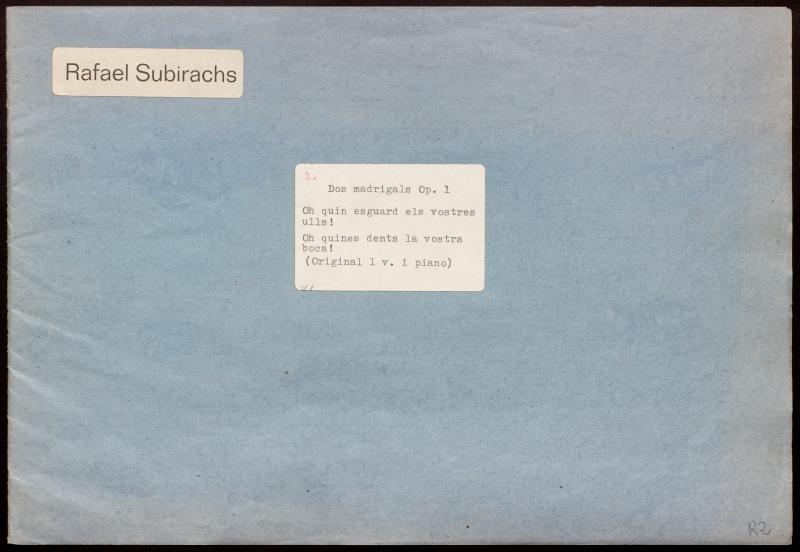 Rafael Subirachs
1.
Dos madrigals Op. 1
Oh quin esguard els vostres
ulls!
Oh quines dents la vostra
boca!
(Original 1 v. i piano)
R2